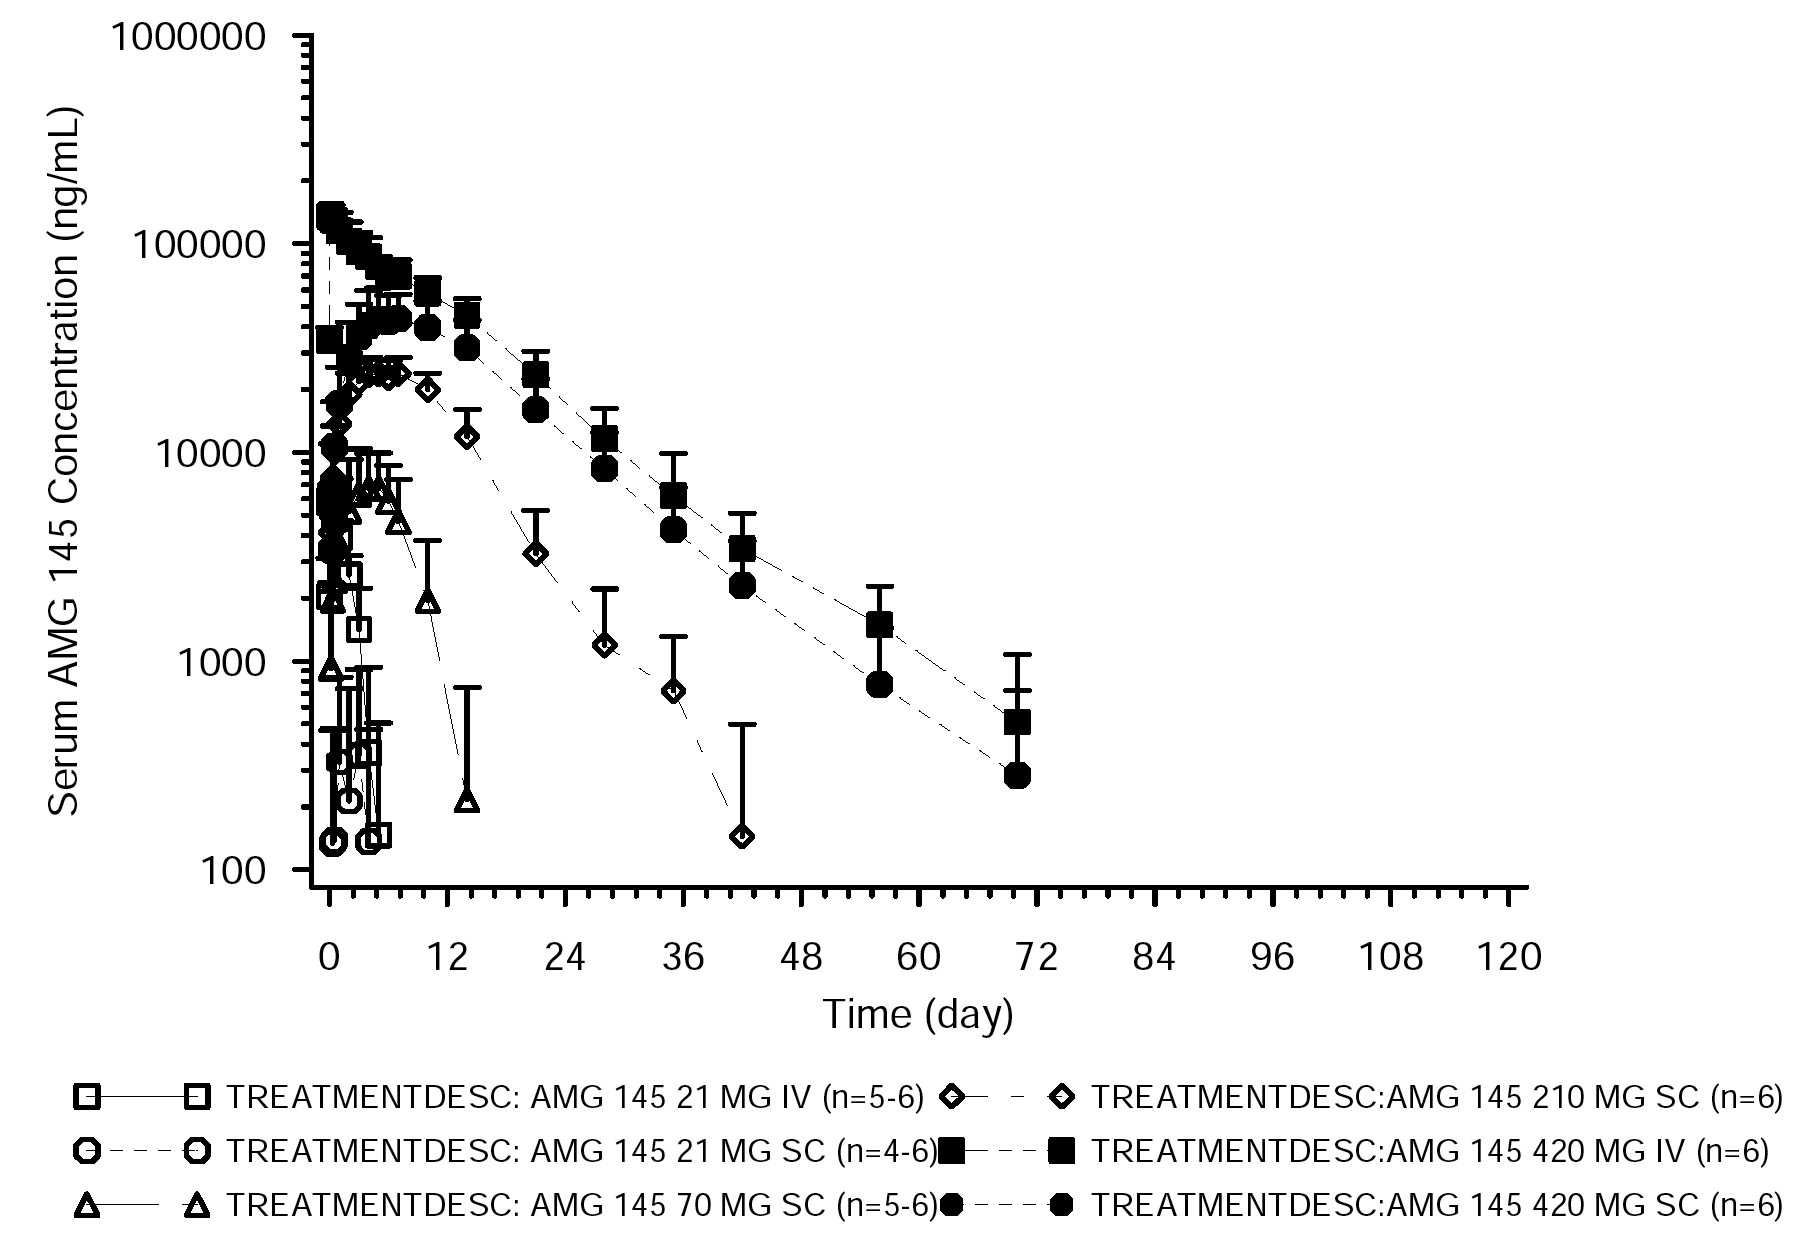 1000000
100000
10000
1000
100
Serum AMG 145 Concentration (ng/mL)
0 12 24 36 48 60 72 84 96 108 120
Time (day)
TREATMENTDESC: AMG 145 21 MG IV (n=5-6) TREATMENTDESC:AMG 145 210 MG SC (n=6)
TREATMENTDESC: AMG 145 21 MG SC (n=4-6) TREATMENTDESC:AMG 145 420 MG IV (n=6)
TREATMENTDESC: AMG 145 70 MG SC (n=5-6) TREATMENTDESC:AMG 145 420 MG SC (n=6)